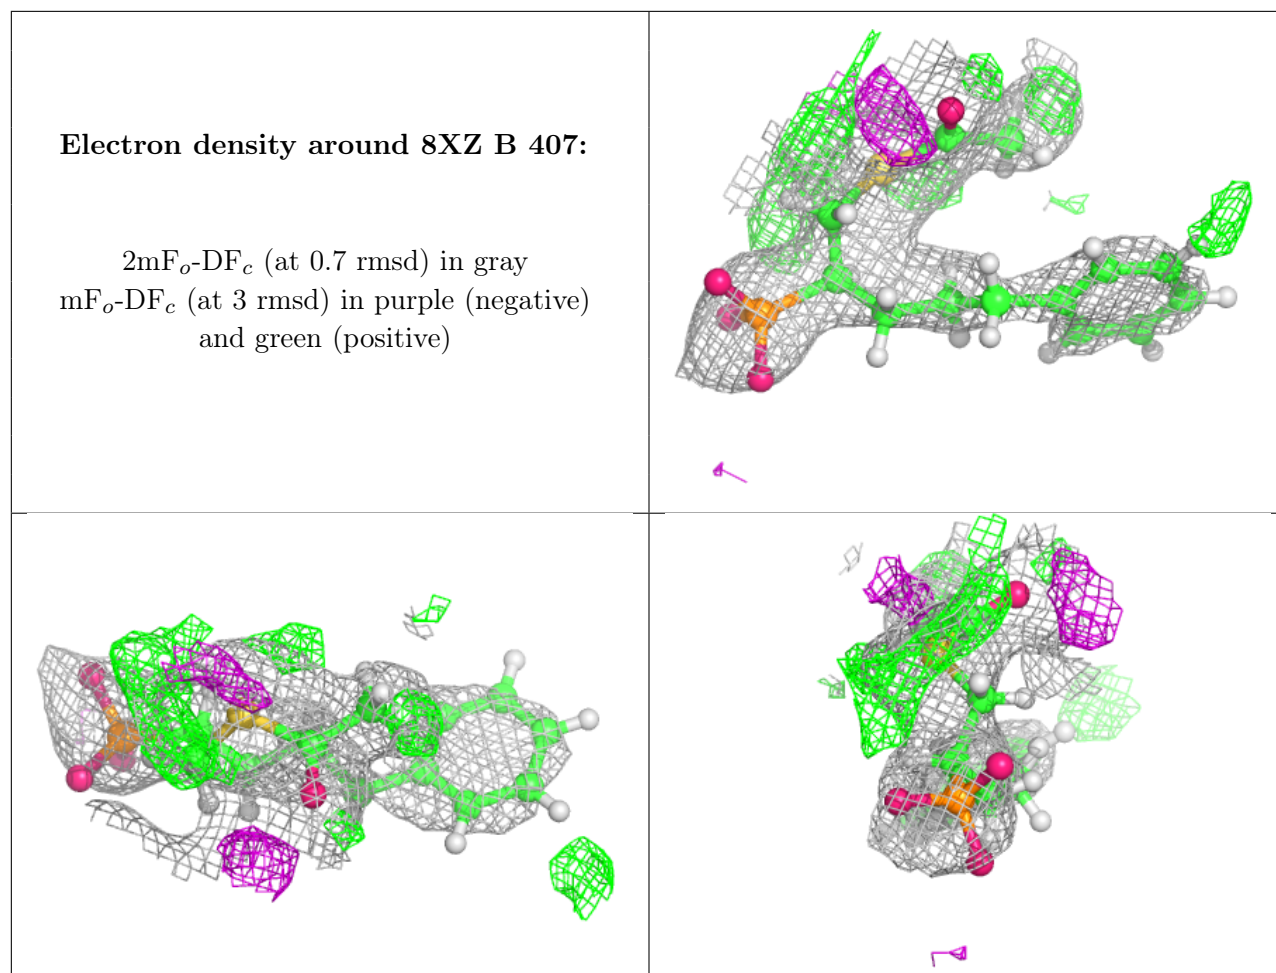 Electron density around 8XZ B 407:
2mFo-DFc (at 0.7 rmsd) in gray
mFo-DFc (at 3 rmsd) in purple (negative)
and green (positive)